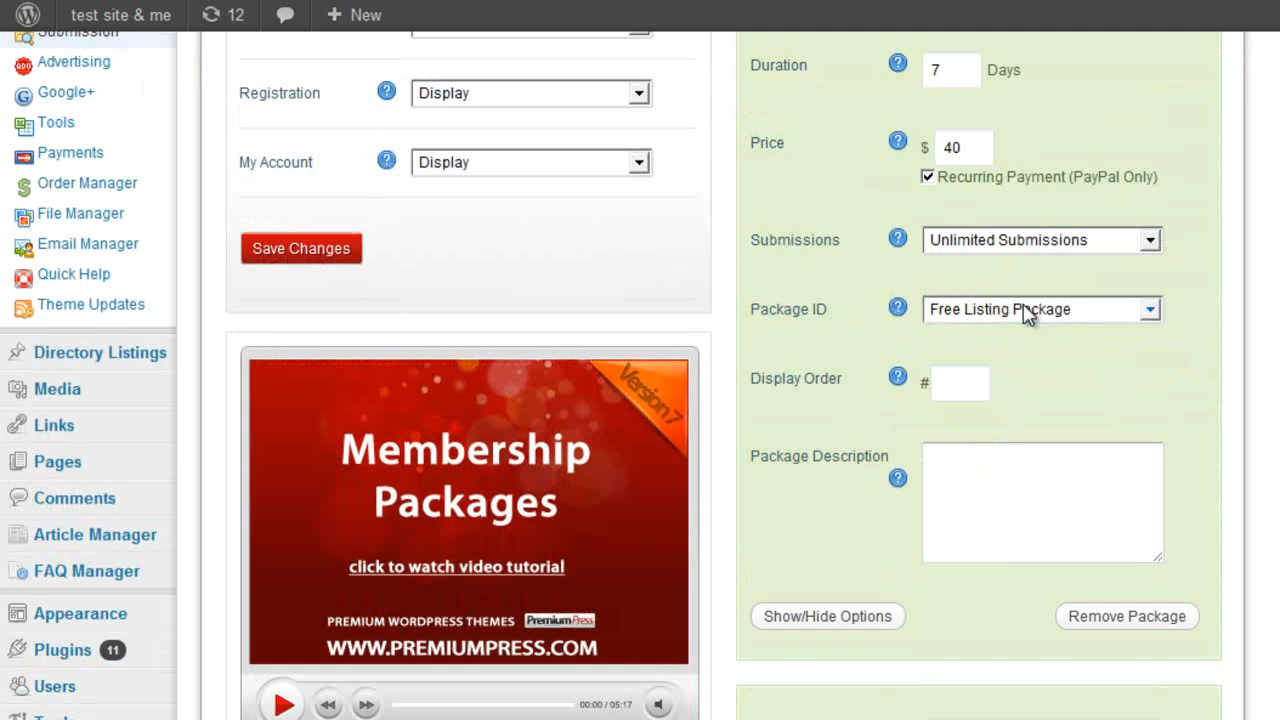 test site & me 12 + New
Submission
Advertising
Google+
Tools
Payments
Order Manager
File Manager
Email Manager
Quick Help
Theme Updates
Directory Listings
Media
Links
Pages
Comments
Article Manager
FAQ Manager
Appearance
Plugins 11
Users
Registration ? Display
My Account ? Display
Save Changes
Version 7
Membership
Packages
click to watch video tutorial
PREMIUM WORDPRESS THEMES PremiumPress
WWW.PREMIUMPRESS.COM
00:00 / 05:17
Duration ? 7 Days
Price ? $ 40
Recurring Payment (PayPal Only)
Submissions ? Unlimited Submissions
Package ID ? Free Listing Package
Display Order ? #
Package Description
?
Show/Hide Options Remove Package